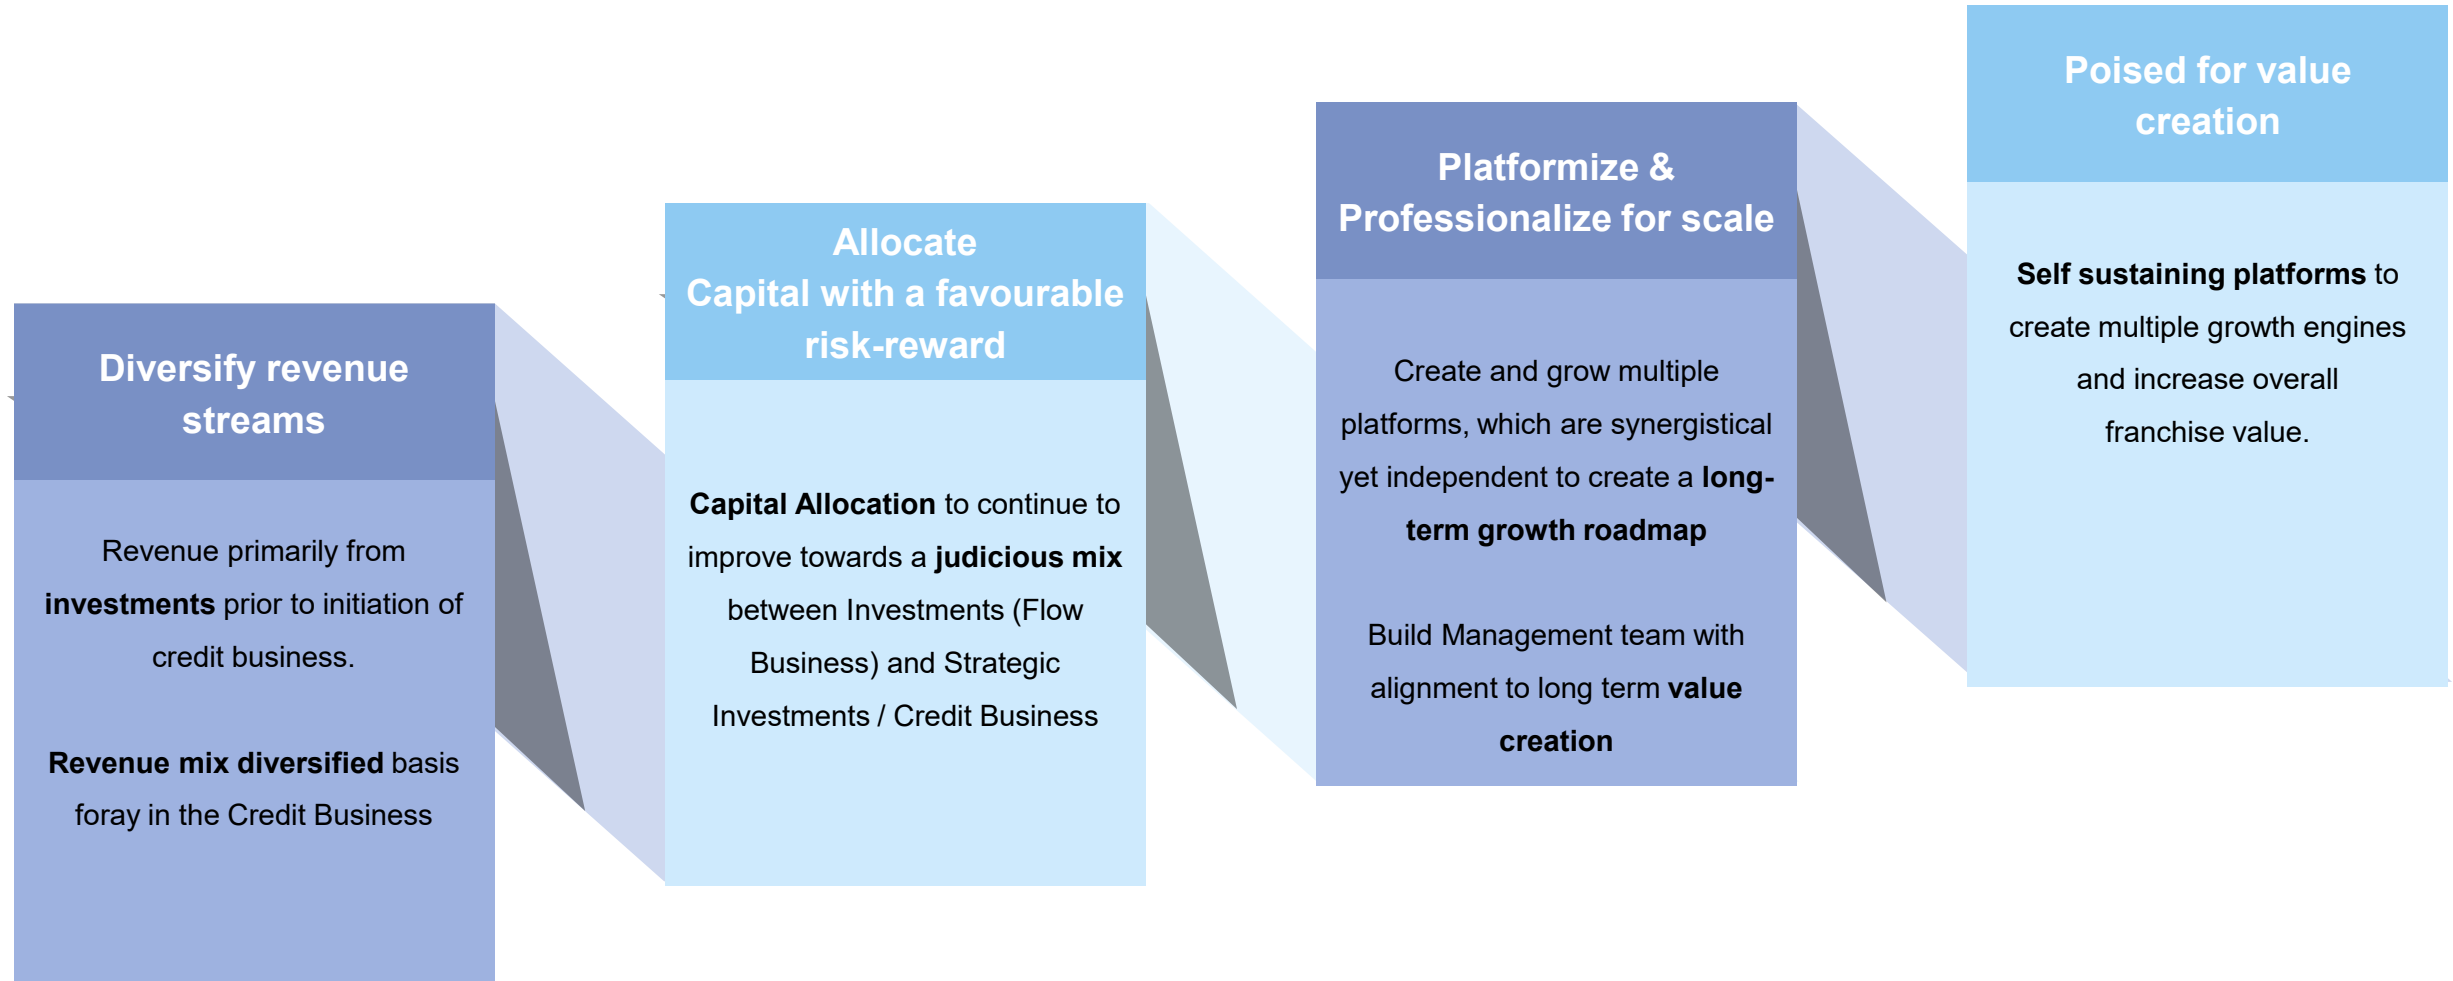 Diversify revenue
streams
Revenue primarily from
investments prior to initiation of
credit business.
Revenue mix diversified basis
foray in the Credit Business
Allocate
Capital with a favourable
risk-reward
Capital Allocation to continue to
improve towards a judicious mix
between Investments (Flow
Business) and Strategic
Investments / Credit Business
Platformize &
Professionalize for scale
Create and grow multiple
platforms, which are synergistical
yet independent to create a long-
term growth roadmap
Build Management team with
alignment to long term value
creation
Poised for value
creation
Self sustaining platforms to
create multiple growth engines
and increase overall
franchise value.